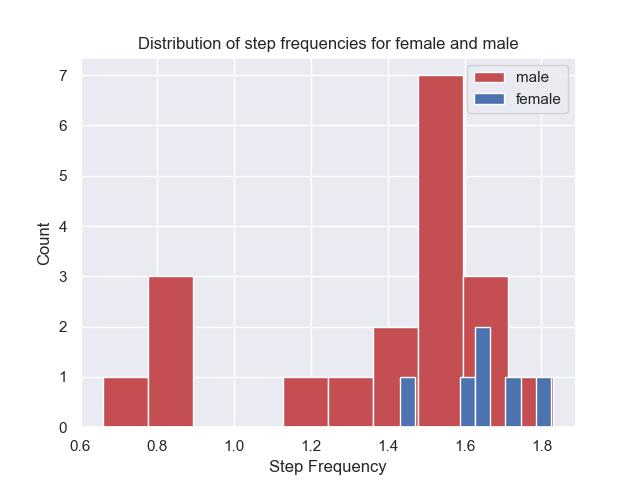 Distribution of step frequencies for female and male
male
female
7
6
5
4
3
2
1
0
Count
0.6 0.8 1.0 1.2 1.4 1.6 1.8
Step Frequency